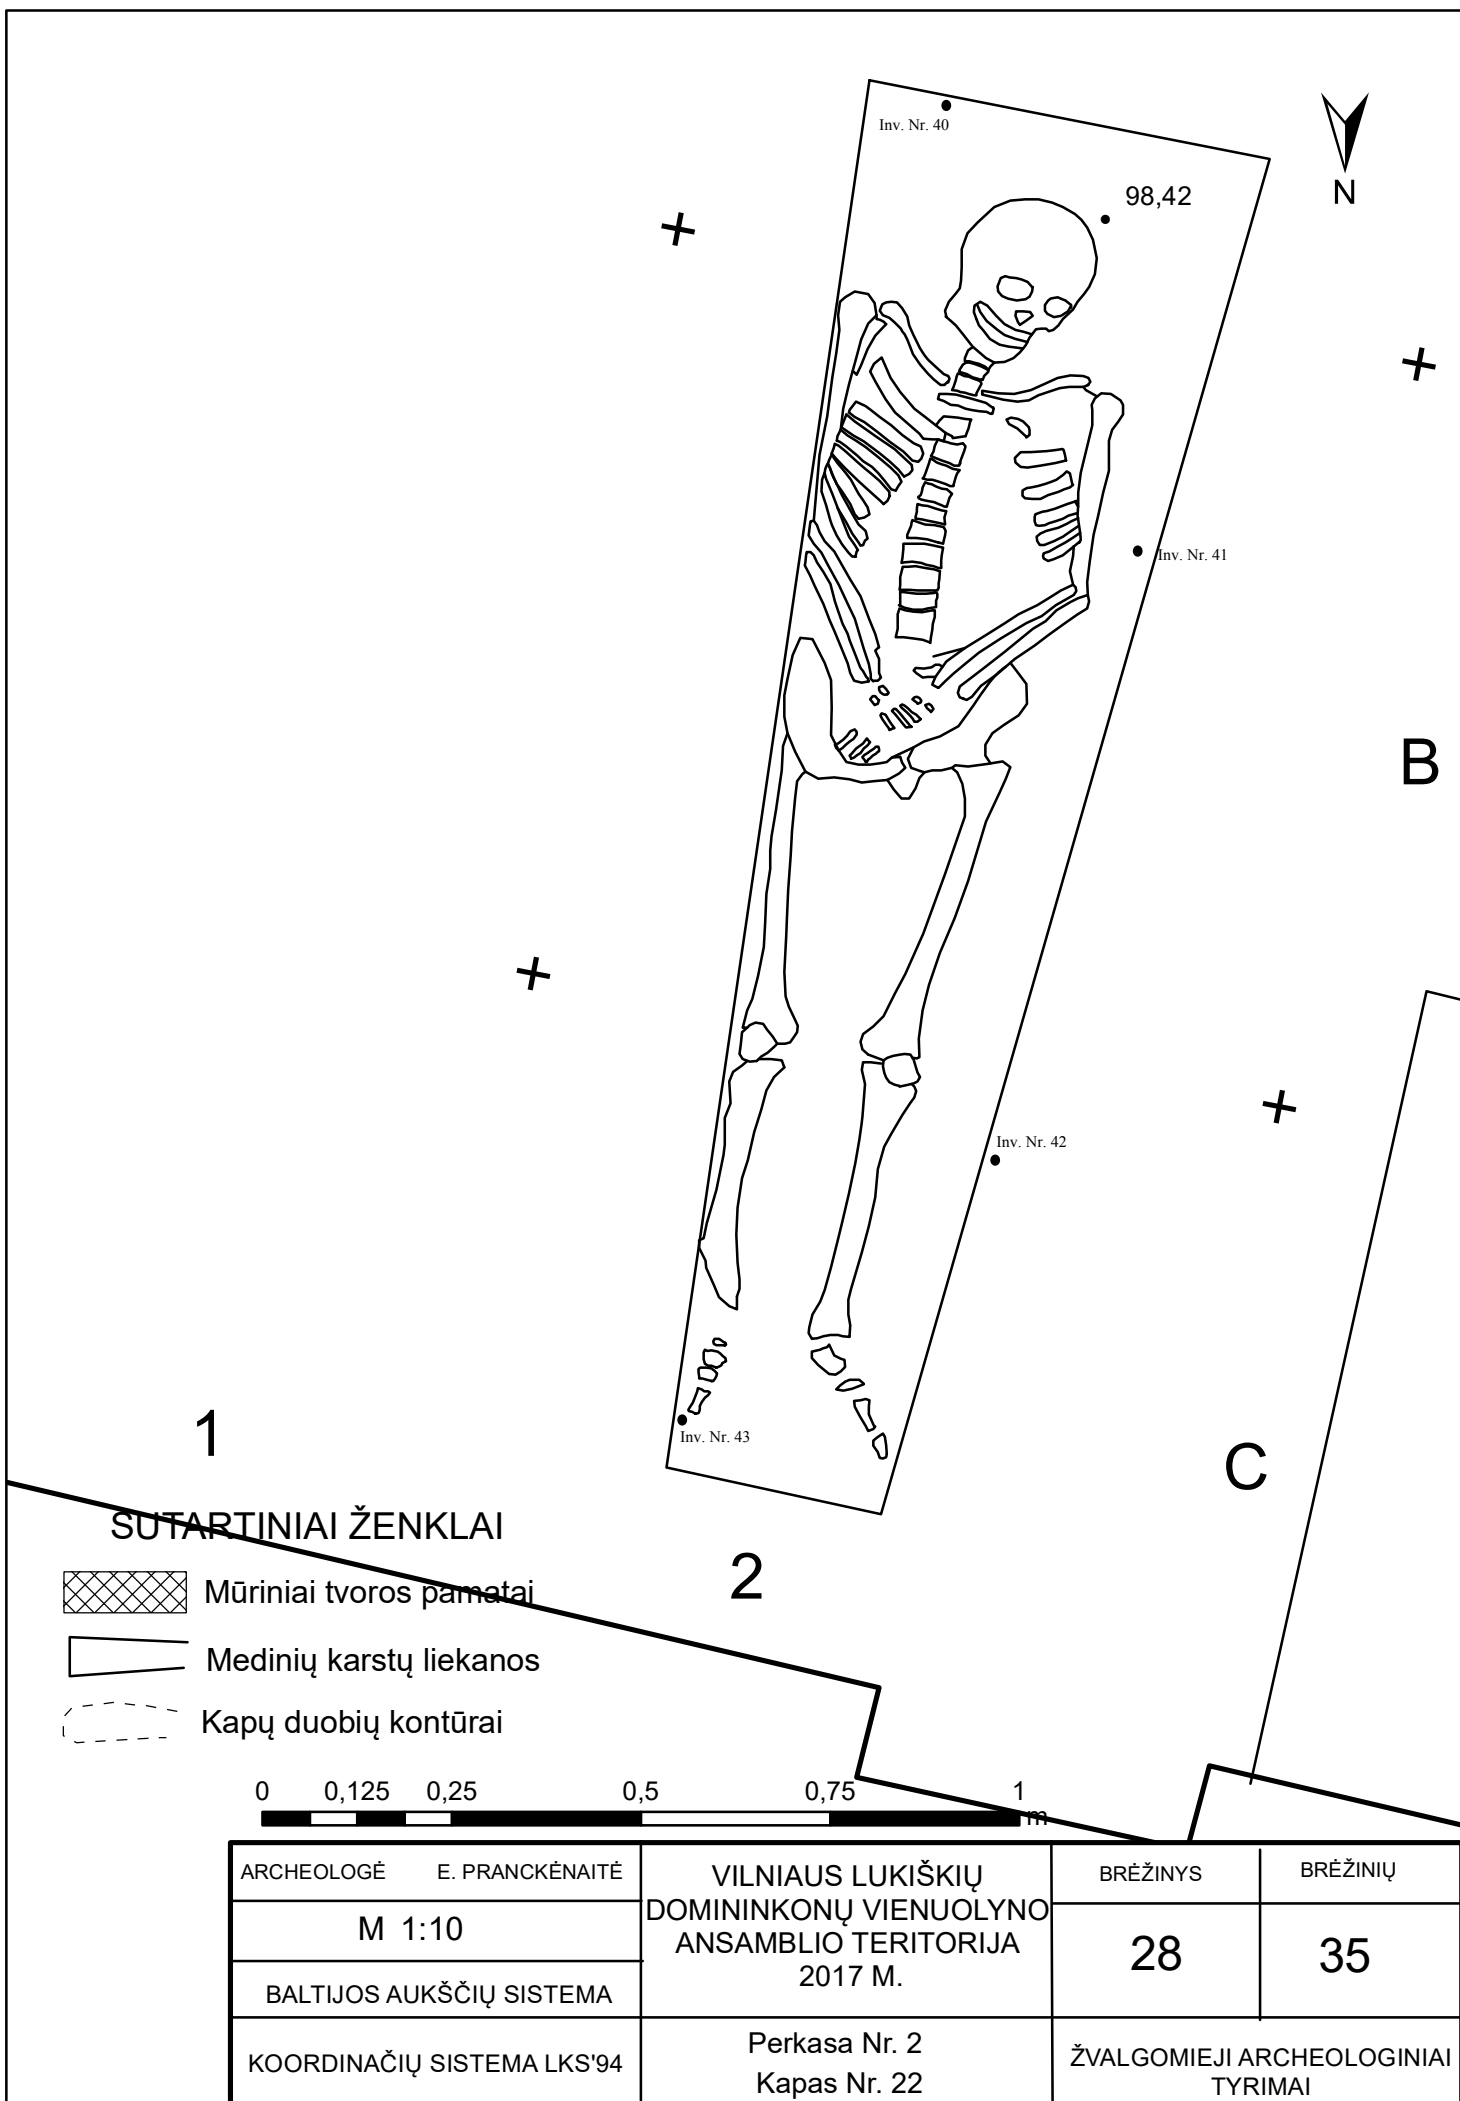 Inv. Nr. 40
98,42
N
Inv. Nr. 41
B
Inv. Nr. 42
Inv. Nr. 43
1
C
2
SUTARTINIAI ŽENKLAI
Mūriniai tvoros pamatai
Medinių karstų liekanos
Kapų duobių kontūrai
0 0,125 0,25 0,5 0,75 1
m
ARCHEOLOGĖ E. PRANCKĖNAITĖ
M 1:10
BALTIJOS AUKŠČIŲ SISTEMA
KOORDINAČIŲ SISTEMA LKS'94
VILNIAUS LUKIŠKIŲ
DOMININKONŲ VIENUOLYNO
ANSAMBLIO TERITORIJA
2017 M.
Perkasa Nr. 2
Kapas Nr. 22
BRĖŽINYS
28
BRĖŽINIŲ
35
ŽVALGOMIEJI ARCHEOLOGINIAI
TYRIMAI